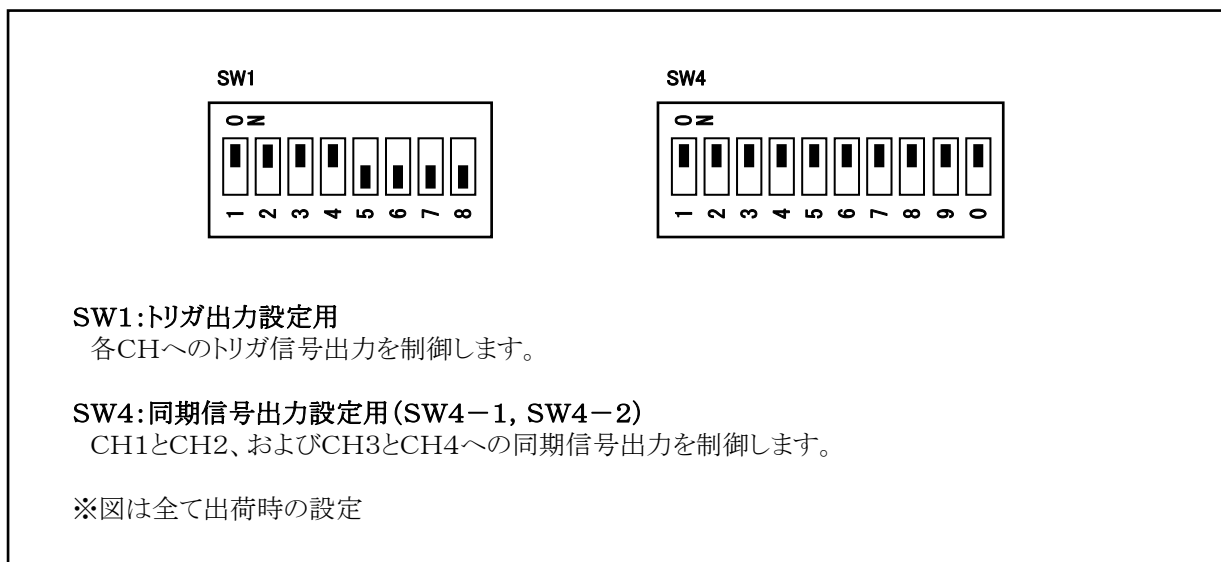 SW1
SW4
ON
ON
1 2 3 4 5 6 7 8
1 2 3 4 5 6 7 8 9 0
SW1:トリガ出力設定用
各CHへのトリガ信号出力を制御します。
SW4:同期信号出力設定用(SW4-1, SW4-2)
CH1とCH2、およびCH3とCH4への同期信号出力を制御します。
※図は全て出荷時の設定